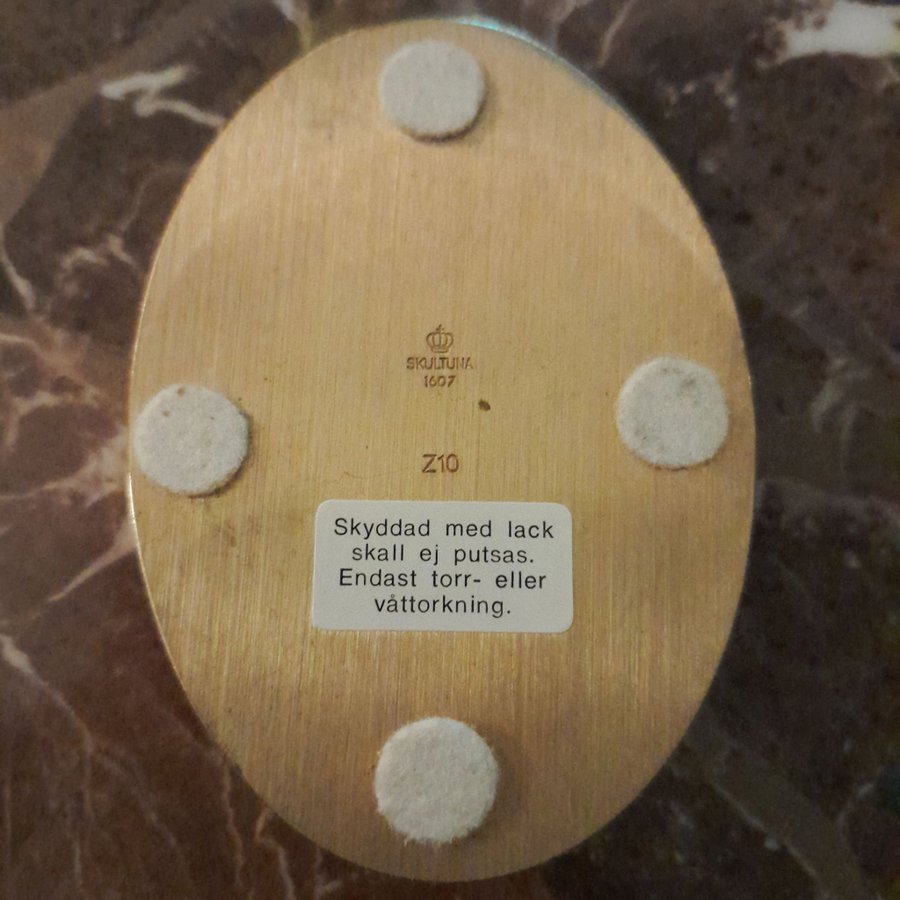 SKULTUNA
1607
Z10
Skyddad med lack
skall ej putsas.
Endast torr- eller
våttorkning.